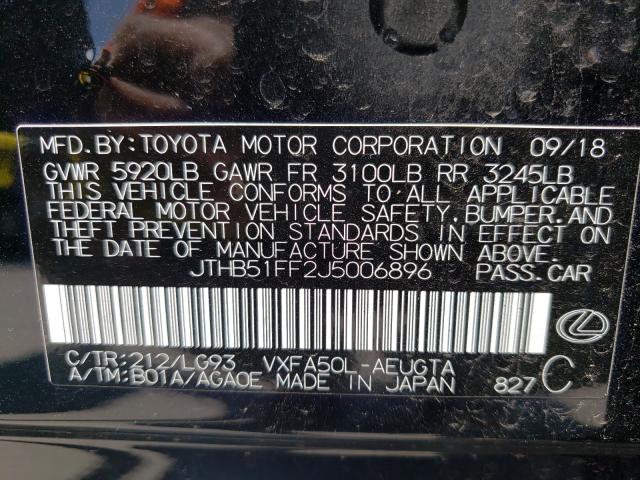 MFD.BY:TOYOTA MOTOR CORPORATION 09/18
GVWR 5920LB GAWR FR 3100LB RR 3245LB
THIS VEHICLE CONFORMS TO ALL APPLICABLE
FEDERAL MOTOR VEHICLE SAFETY,BUMPER,AND
THEFT PREVENTION STANDARDS IN EFFECT ON
THE DATE OF MANUFACTURE SHOWN ABOVE.
JTHB51FF2J5006896 PASS.CAR
C/TR:212/LG93 VXFA50L-AEUGTA
A/TM:B01A/AGA0E MADE IN JAPAN 827 C